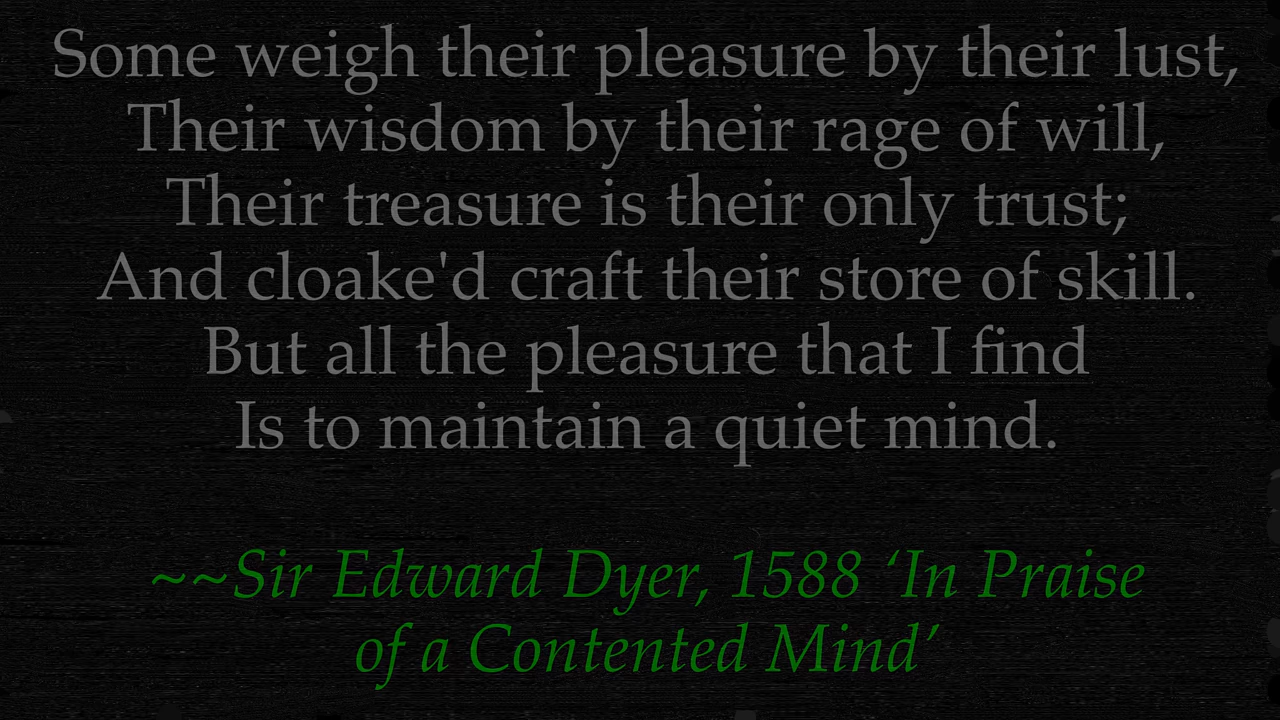 Some weigh their pleasure by their lust,
Their wisdom by their rage of will,
Their treasure is their only trust;
And cloake'd craft their store of skill.
But all the pleasure that I find
Is to maintain a quiet mind.
~~Sir Edward Dyer, 1588 ‘In Praise
of a Contented Mind’